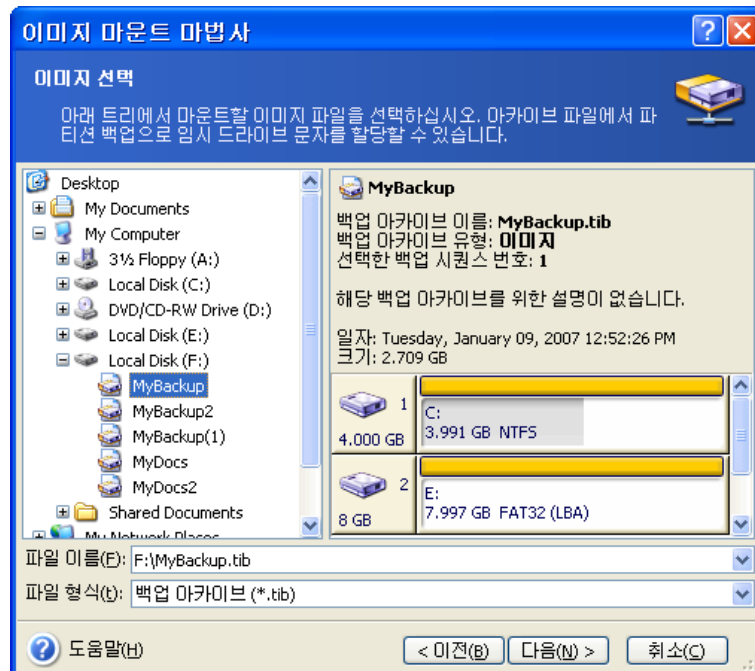 이미지 마운트 마법사
이미지 선택
아래 트리에서 마운트할 이미지 파일을 선택하십시오. 아카이브 파일에서 파
티션 백업으로 임시 드라이브 문자를 할당할 수 있습니다.
Desktop
My Documents
My Computer
3½ Floppy (A:)
Local Disk (C:)
DVD/CD-RW Drive (D:)
Local Disk (E:)
Local Disk (F:)
MyBackup
MyBackup2
MyBackup(1)
MyDocs
MyDocs2
Shared Documents
My Network Places
MyBackup
백업 아카이브 이름: MyBackup.tib
백업 아카이브 유형: 이미지
선택한 백업 시퀀스 번호: 1
해당 백업 아카이브를 위한 설명이 없습니다.
일자: Tuesday, January 09, 2007 12:52:26 PM
크기: 2.709 GB
1
4.000 GB
C:
3.991 GB NTFS
2
8 GB
E:
7.997 GB FAT32 (LBA)
파일 이름(F): F:\MyBackup.tib
파일 형식(t): 백업 아카이브 (*.tib)
도움말(H)
< 이전(B)
다음(N) >
취소(C)